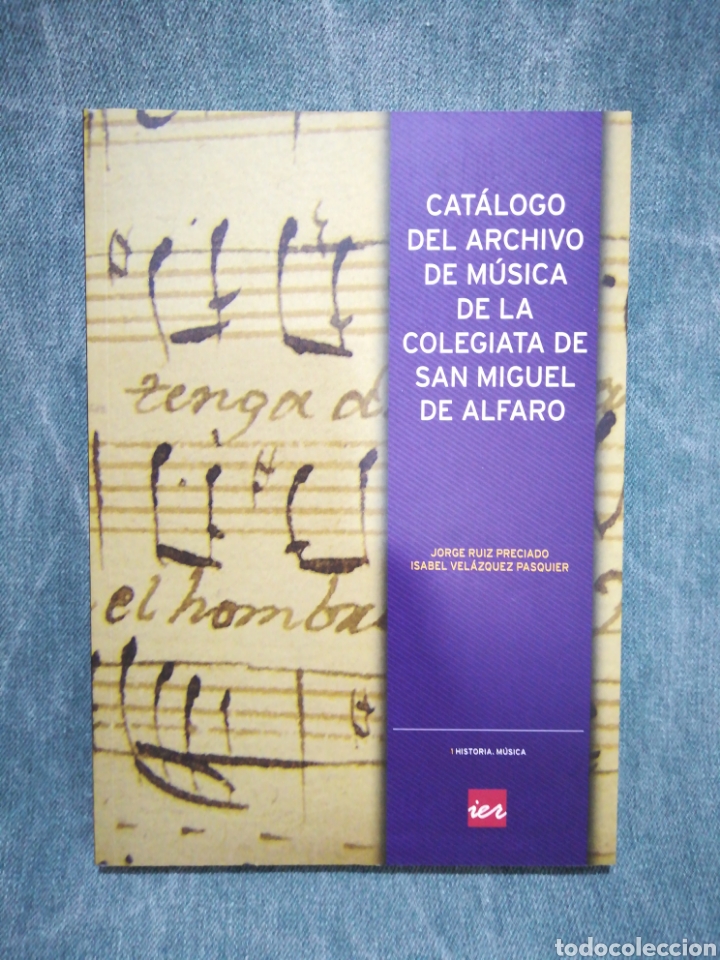 CATÁLOGO
DEL ARCHIVO
DE MÚSICA
DE LA
COLEGIATA DE
SAN MIGUEL
DE ALFARO
tenga
JORGE RUIZ PRECIADO
ISABEL VELÁZQUEZ PASQUIER
el hombre
1 HISTORIA. MÚSICA
ier
todocoleccion